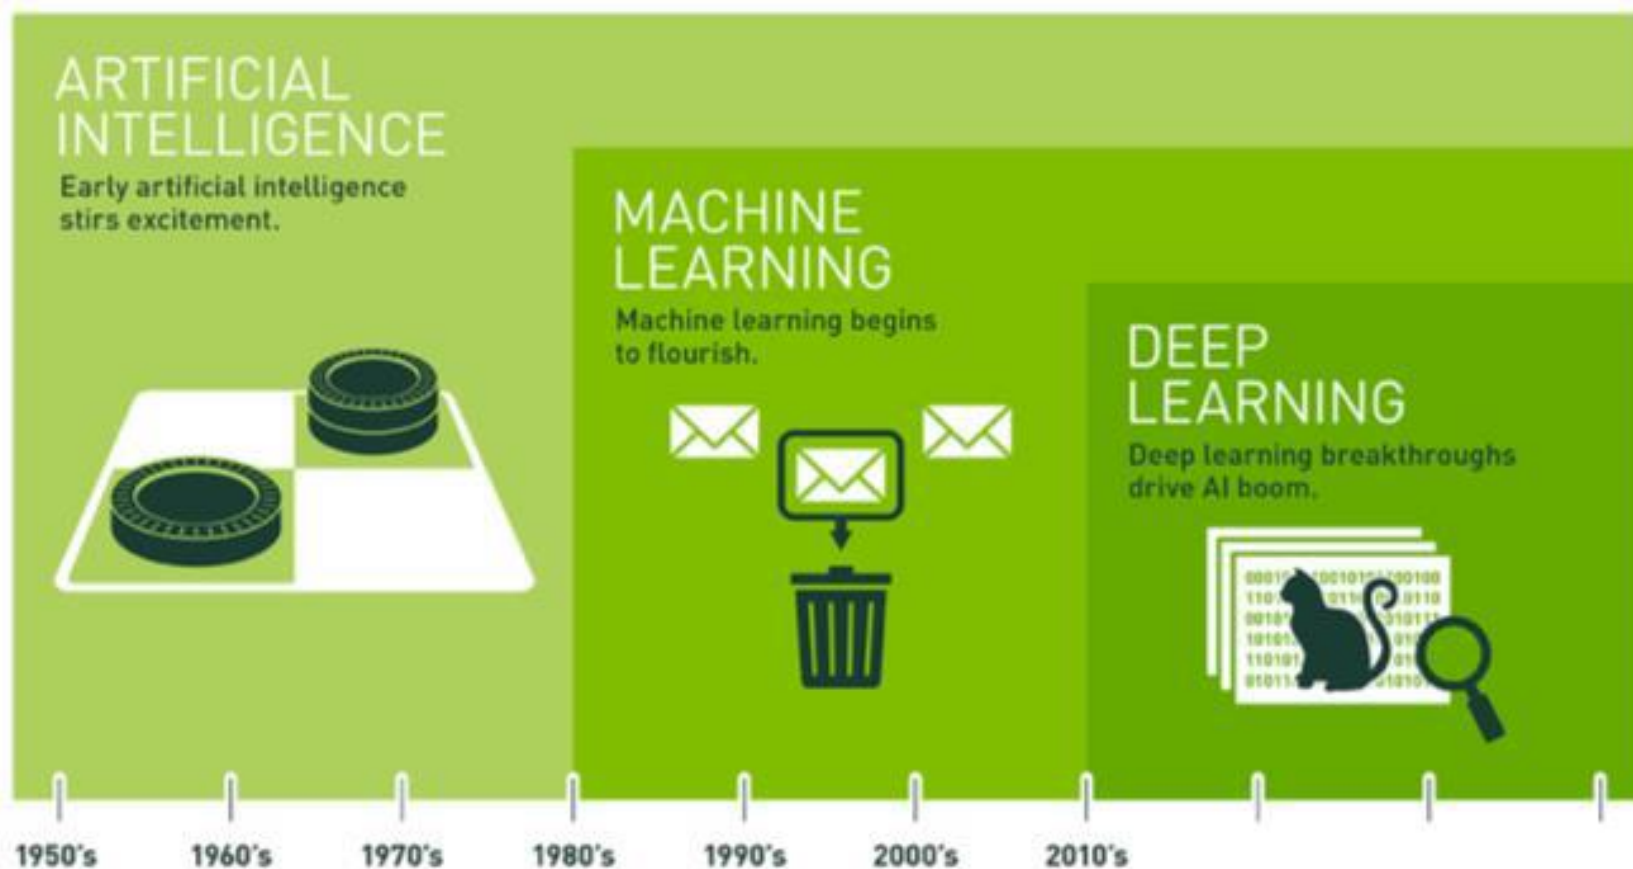 ARTIFICIAL
INTELLIGENCE
Early artificial intelligence
stirs excitement.
MACHINE
LEARNING
Machine learning begins
to flourish.
DEEP
LEARNING
Deep learning breakthroughs
drive AI boom.
1950's 1960's 1970's 1980's 1990's 2000's 2010's